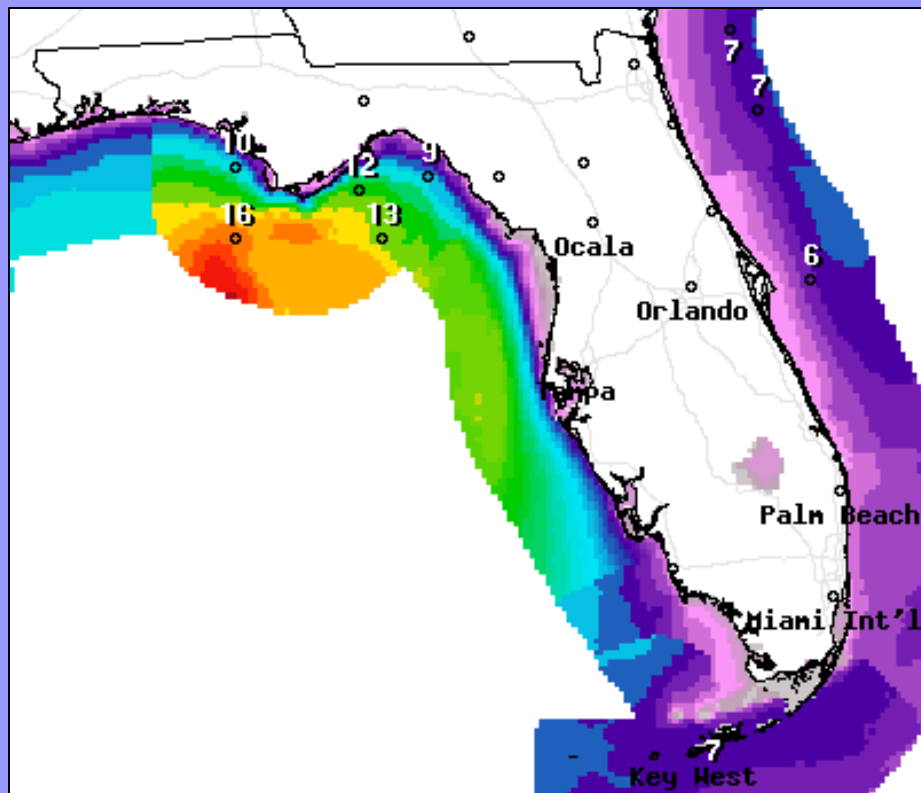 7
7
10
12
9
16
13
Ocala
6
Orlando
Tampa
Palm Beach
Miami Int'l
7
Key West